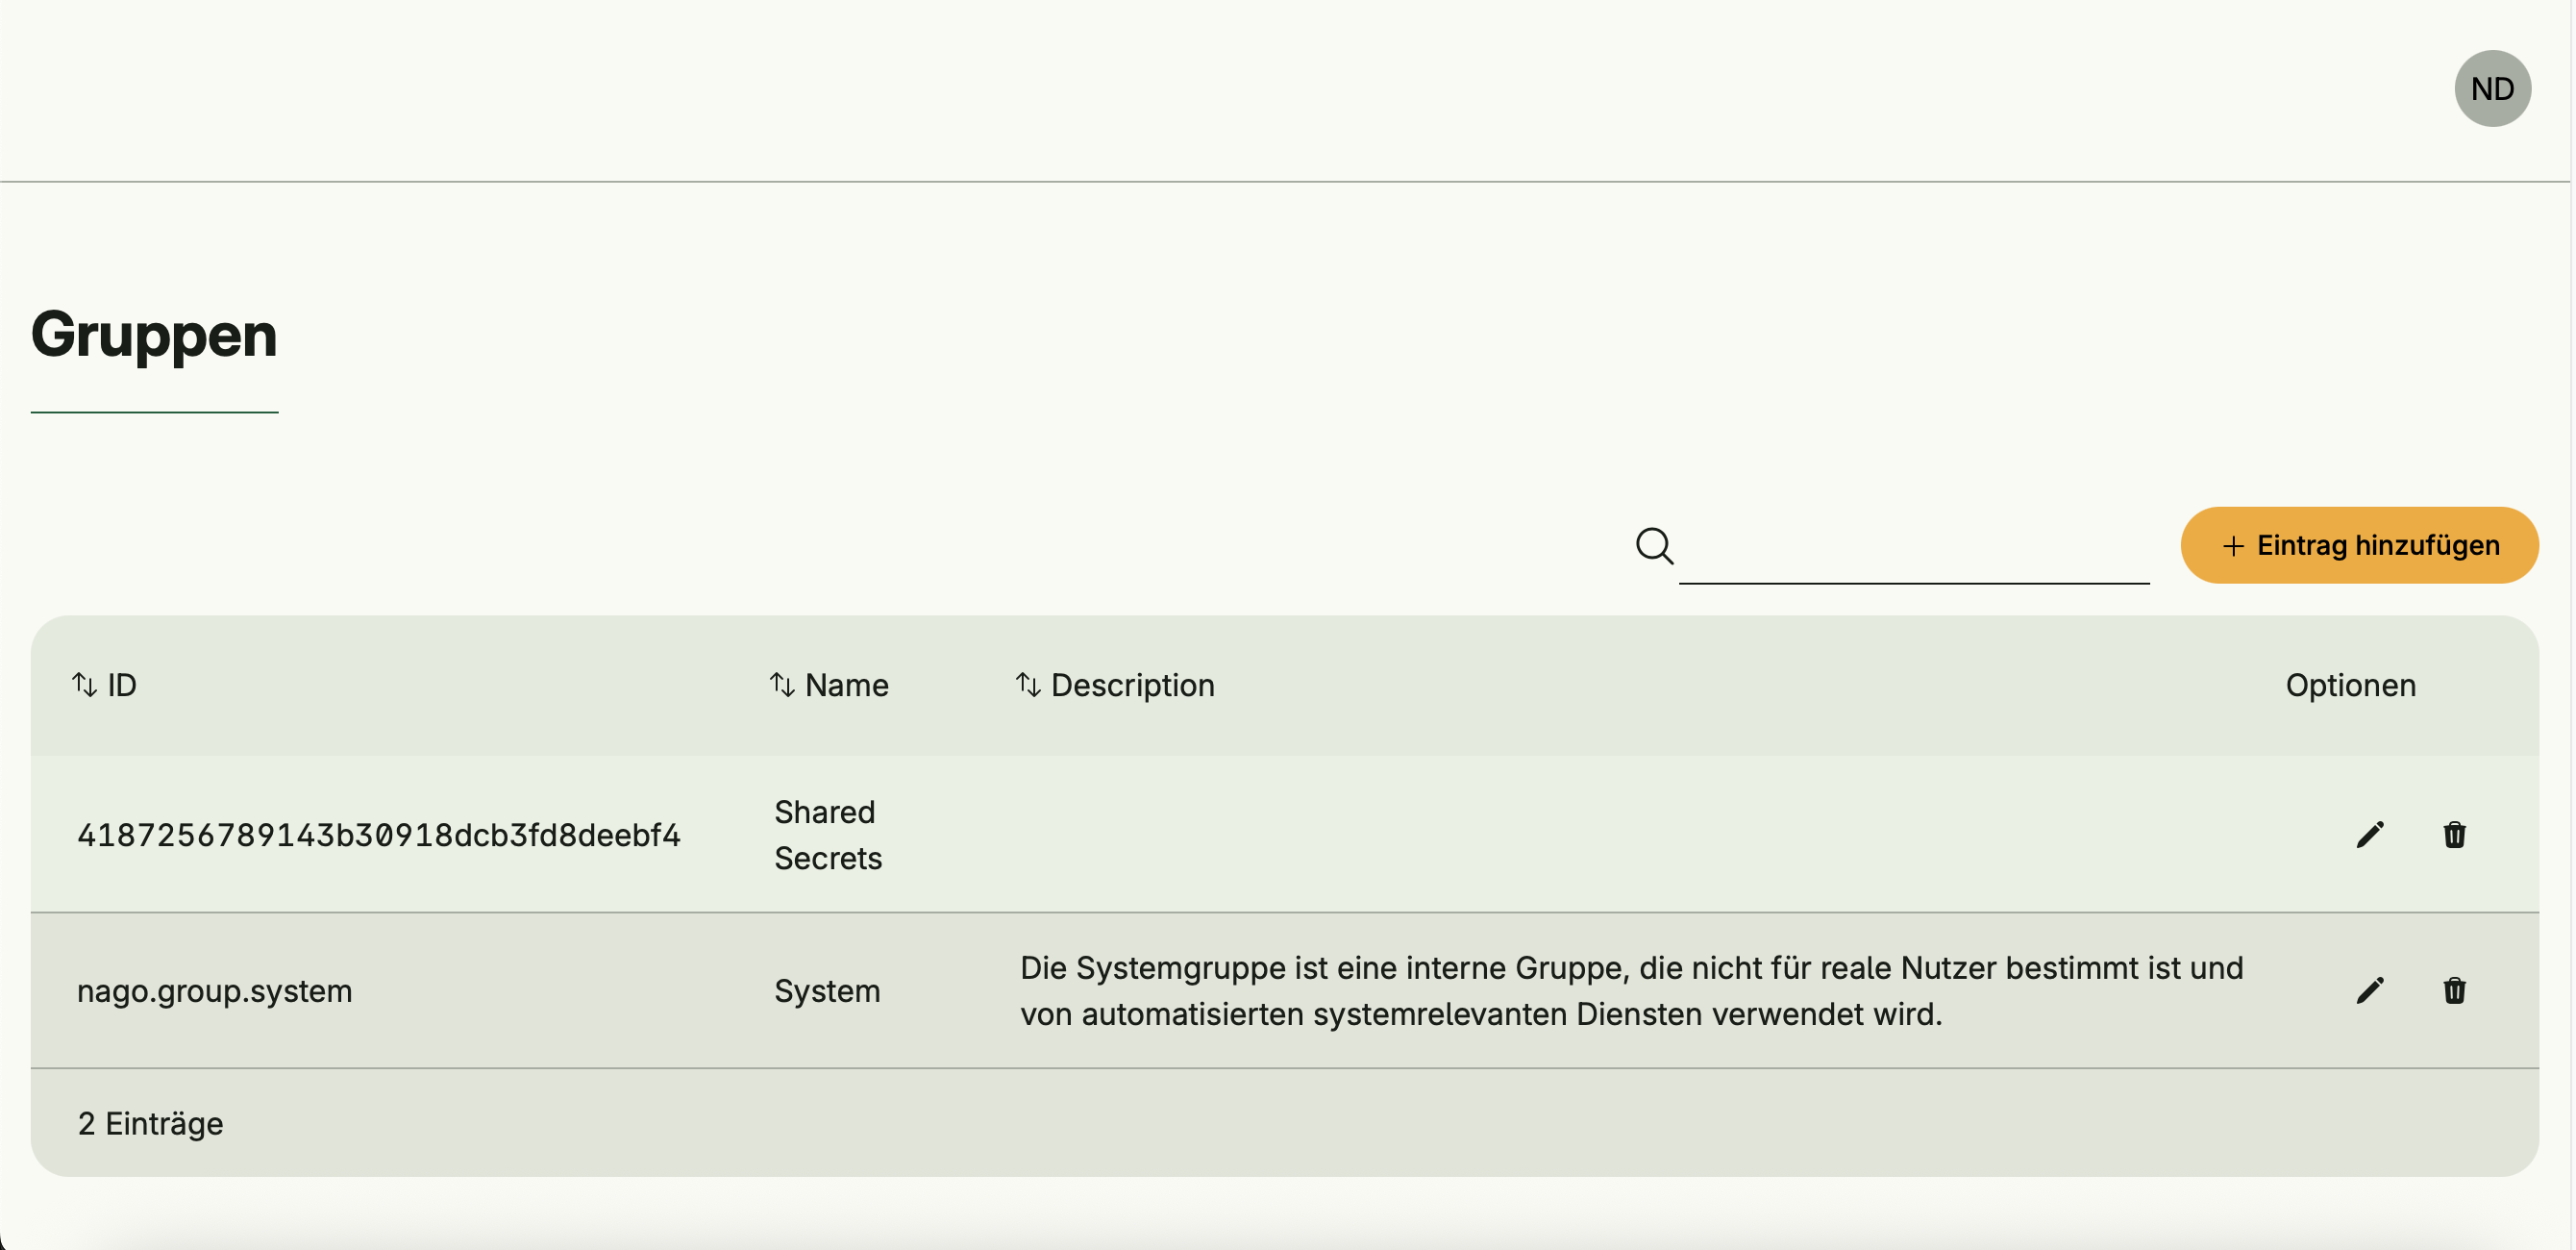 ND
Gruppen
Eintrag hinzufügen
ID Name Description Optionen
4187256789143b30918dcb3fd8deebf4
Shared
Secrets
nago.group.system
System
Die Systemgruppe ist eine interne Gruppe, die nicht für reale Nutzer bestimmt ist und
von automatisierten systemrelevanten Diensten verwendet wird.
2 Einträge